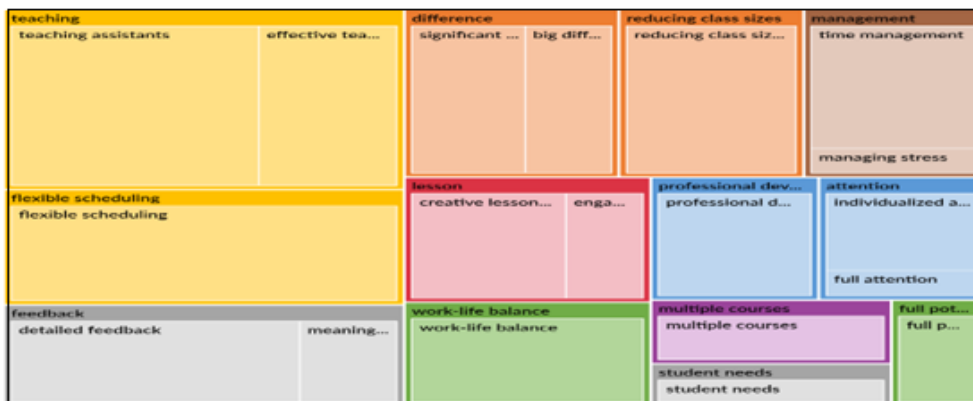 teaching
teaching assistants
effective tea...
flexible scheduling
flexible scheduling
feedback
detailed feedback
meaning...
difference
significant ...
big diff...
reducing class sizes
reducing class siz...
management
time management
managing stress
lesson
creative lesson...
enga...
professional dev...
professional d...
attention
individualized a...
full attention
work-life balance
work-life balance
multiple courses
multiple courses
full pot...
full p...
student needs
student needs